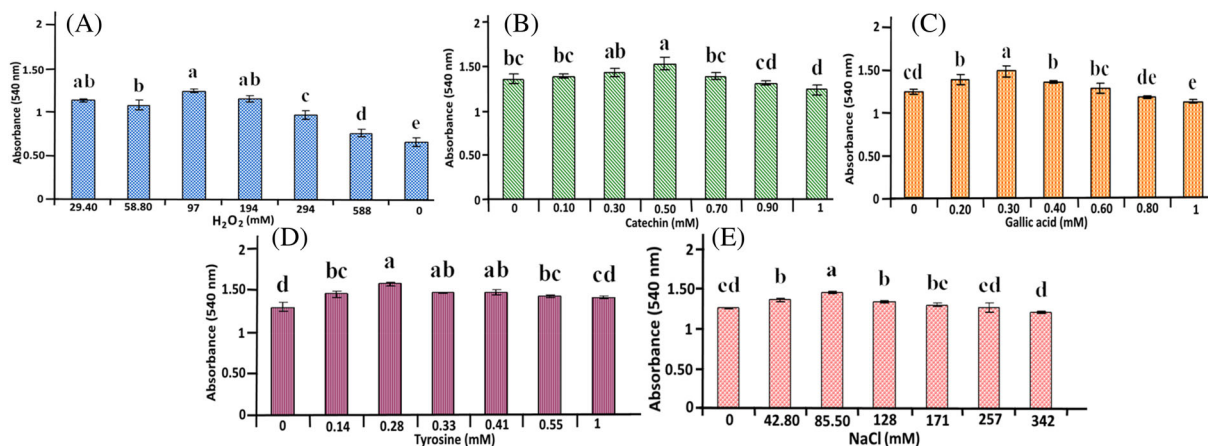 (A)
Absorbance (540 nm)
2
1.50
1
0.50
0
ab b a ab c d e
29.40 58.80 97 194 294 588 0
H₂O₂ (mM)
(B)
Absorbance (540 nm)
2
1.50
1
0.50
0
bc bc ab a bc cd d
0 0.10 0.30 0.50 0.70 0.90 1
Catechin (mM)
(C)
Absorbance (540 nm)
2
1.50
1
0.50
0
cd b a b bc de e
0 0.20 0.30 0.40 0.60 0.80 1
Gallic acid (mM)
(D)
Absorbance (540 nm)
2
1.50
1
0.50
0
d bc a ab ab bc cd
0 0.14 0.28 0.33 0.41 0.55 1
Tyrosine (mM)
(E)
Absorbance (540 nm)
2
1.50
1
0.50
0
cd b a b bc cd d
0 42.80 85.50 128 171 257 342
NaCl (mM)